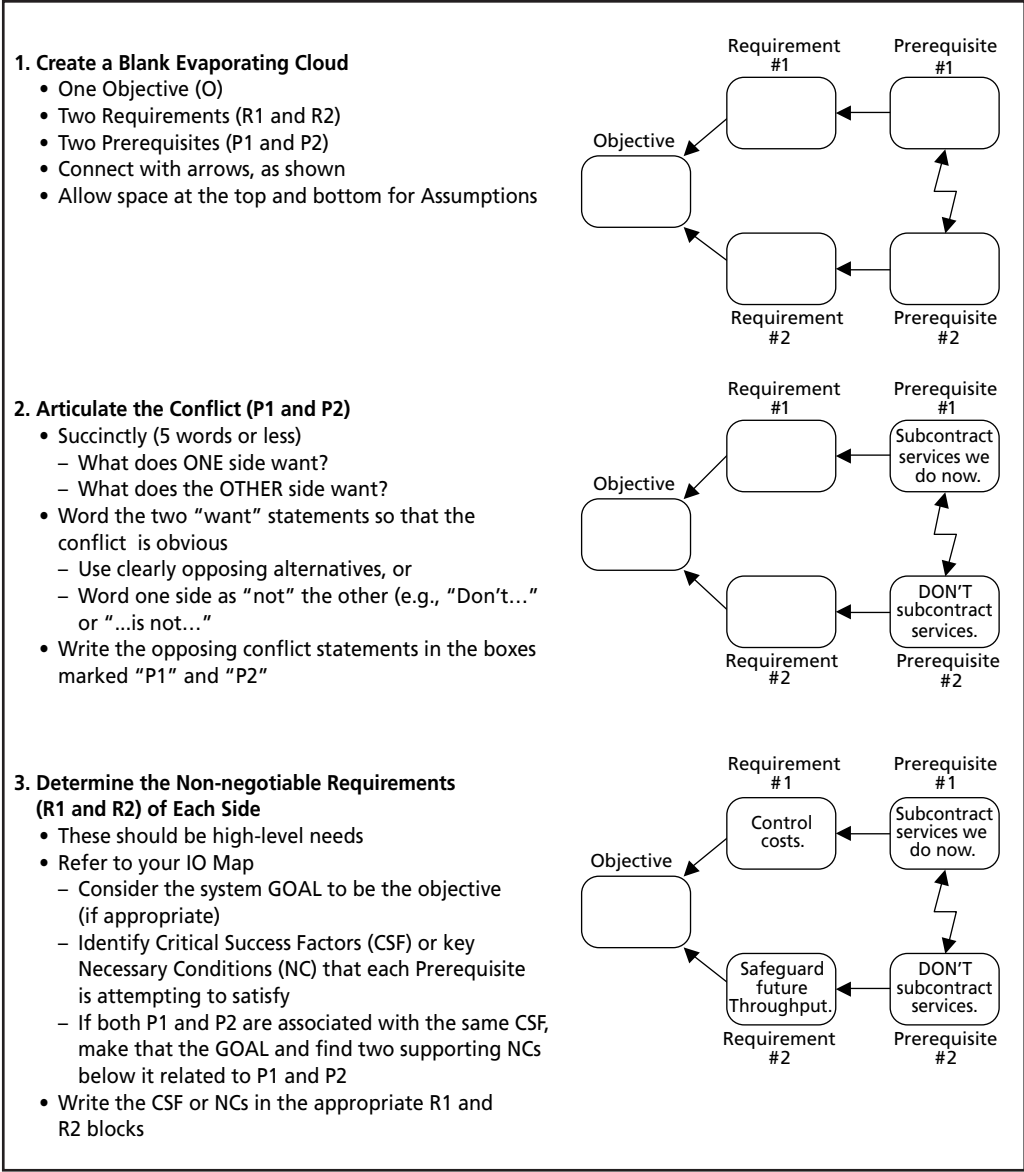 1. Create a Blank Evaporating Cloud
• One Objective (O)
• Two Requirements (R1 and R2)
• Two Prerequisites (P1 and P2)
• Connect with arrows, as shown
• Allow space at the top and bottom for Assumptions
Requirement
#1
Prerequisite
#1
Objective
Requirement
#2
Prerequisite
#2
2. Articulate the Conflict (P1 and P2)
• Succinctly (5 words or less)
– What does ONE side want?
– What does the OTHER side want?
• Word the two “want” statements so that the
conflict is obvious
– Use clearly opposing alternatives, or
– Word one side as “not” the other (e.g., “Don’t…”
or “...is not…”
• Write the opposing conflict statements in the boxes
marked “P1” and “P2”
Requirement
#1
Prerequisite
#1
Subcontract
services we
do now.
Objective
DON’T
subcontract
services.
Requirement
#2
Prerequisite
#2
3. Determine the Non-negotiable Requirements
(R1 and R2) of Each Side
• These should be high-level needs
• Refer to your IO Map
– Consider the system GOAL to be the objective
(if appropriate)
– Identify Critical Success Factors (CSF) or key
Necessary Conditions (NC) that each Prerequisite
is attempting to satisfy
– If both P1 and P2 are associated with the same CSF,
make that the GOAL and find two supporting NCs
below it related to P1 and P2
• Write the CSF or NCs in the appropriate R1 and
R2 blocks
Requirement
#1
Prerequisite
#1
Control
costs.
Subcontract
services we
do now.
Objective
Safeguard
future
Throughput.
DON’T
subcontract
services.
Requirement
#2
Prerequisite
#2